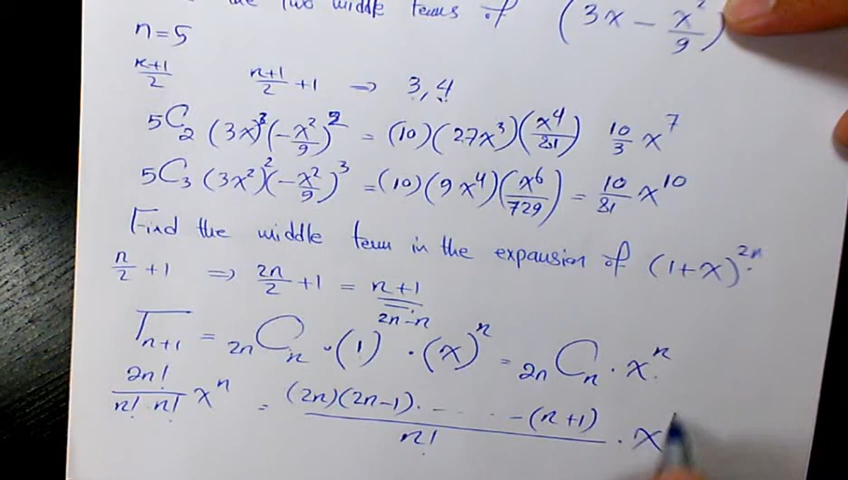 the two middle terms of (3x - x²/9)
n=5
n+1/2 n+1/2 +1 ⇒ 3,4
5C₂ (3x)³(-x²/9)² = (10)(27x³)(x⁴/81) 10/3 x⁷
5C₃ (3x²)²(-x²/9)³ = (10)(9x⁴)(x⁶/729) = 10/81 x¹⁰
Find the middle term in the expansion of (1+x)²ⁿ.
n/2 +1 ⇒ 2n/2 +1 = n+1
2n-n
Tₙ₊₁ = 2nCₙ · (1) · (x)ⁿ = 2nCₙ · xⁿ
2n!/n! n! xⁿ = (2n)(2n-1). - - - -(n+1)/n! · x